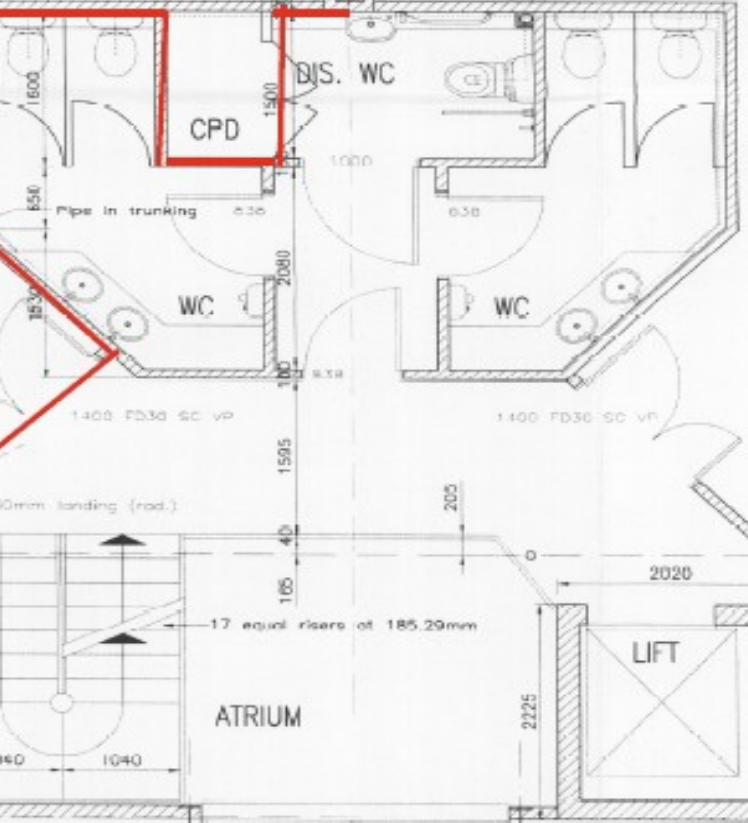 1600
1500
DIS. WC
CPD
1000
650
Pipe in trunking
838
838
2080
1530
WC
WC
100
838
1400 FD30 SC VP
1400 FD30 SC VP
1595
205
0mm landing (rad.)
40
2020
165
17 equal risers at 185.29mm
LIFT
ATRIUM
2225
940
1040